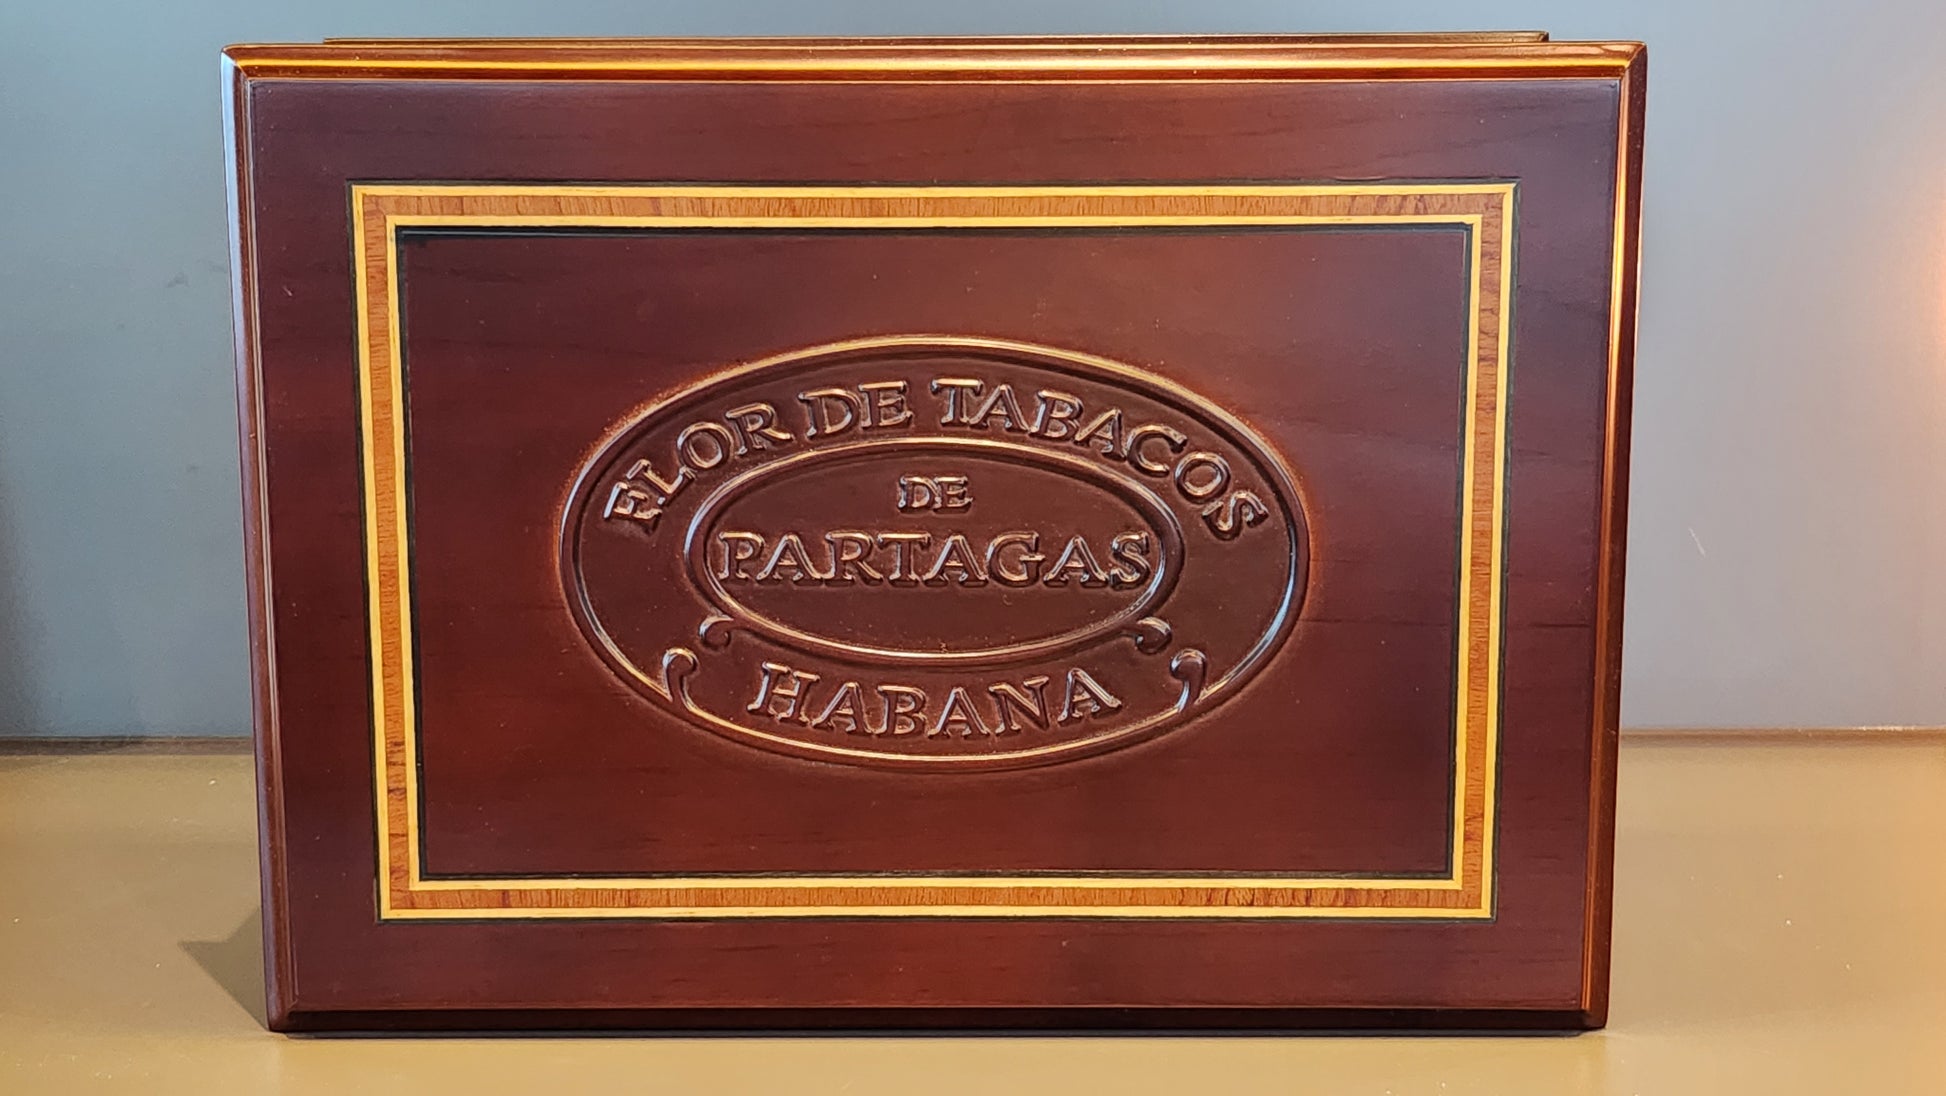 FLOR DE TABACOS
DE
PARTAGAS
HABANA